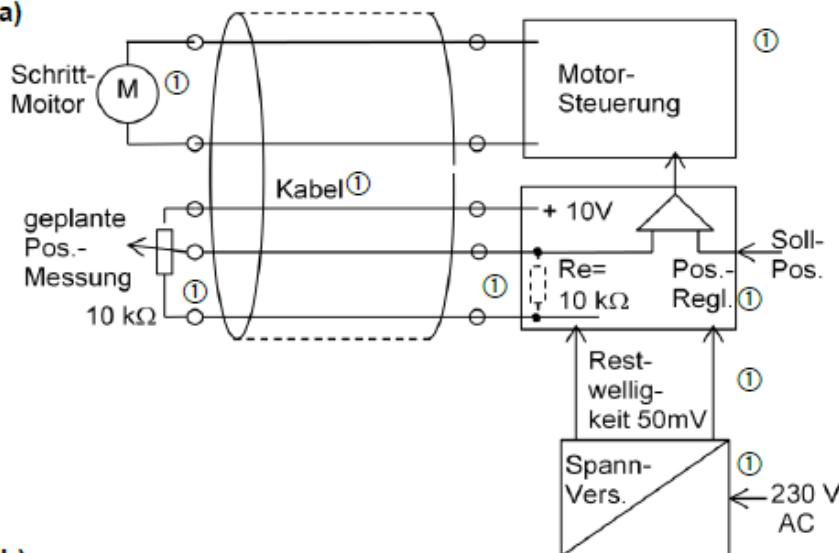 a)
Schritt-
Moitor
M ①
Motor-
Steuerung
①
Kabel①
geplante
Pos.-
Messung
10 kΩ
①
+ 10V
①
Re=
10 kΩ
Pos.-
Regl.①
Soll-
Pos.
Rest-
wellig-
keit 50mV
①
Spann-
Vers.
①
230 V
AC